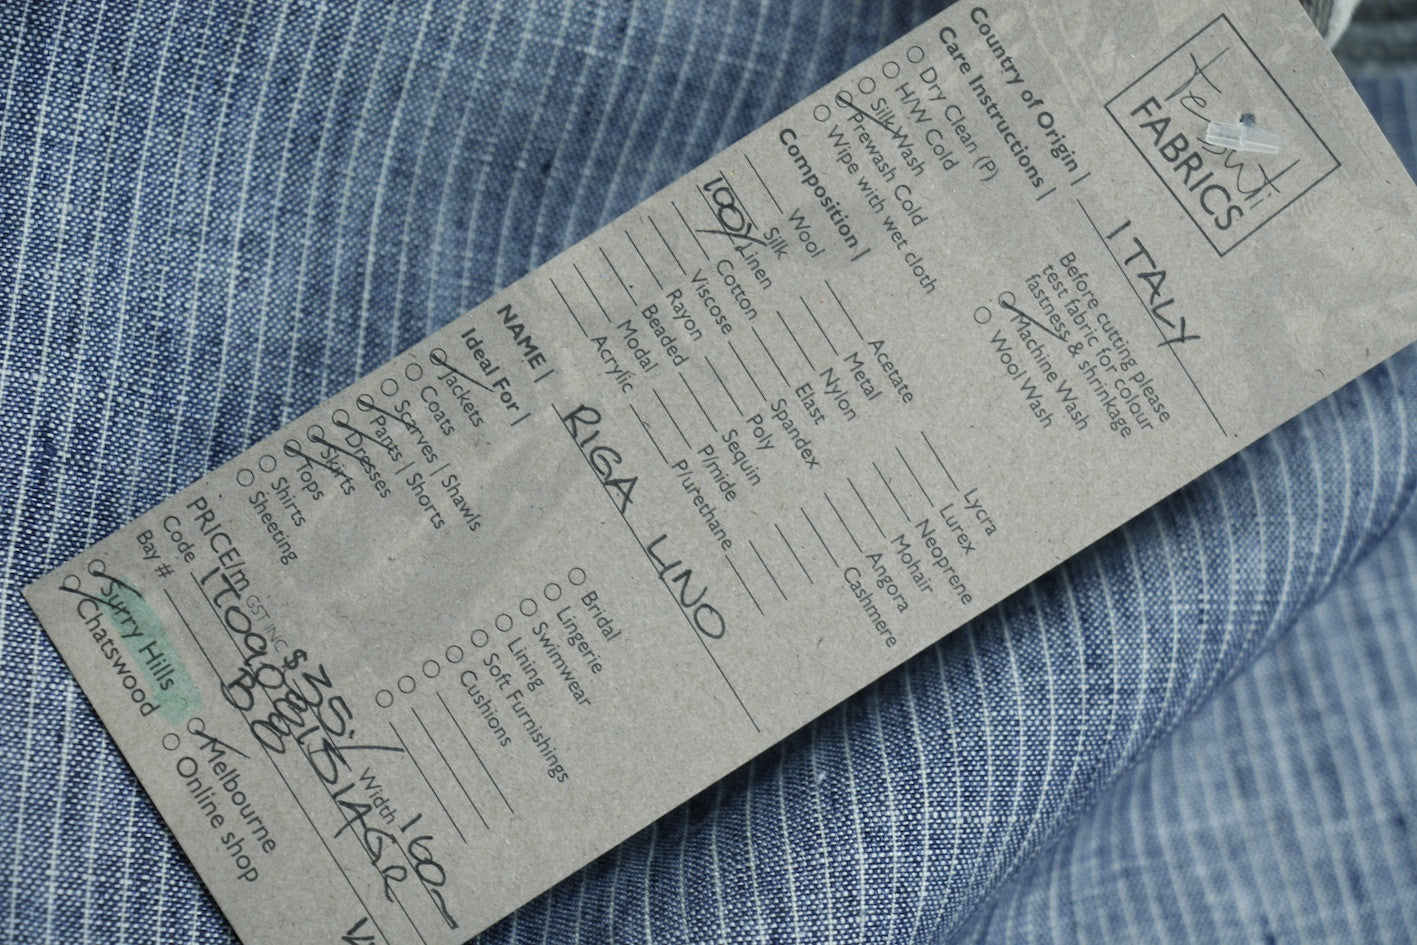 Tessuti
FABRICS
Country of Origin | ITALY
Care Instructions |
Dry Clean (P)
H/W Cold
Silk Wash
Prewash Cold
Wipe with wet cloth
Before cutting please
test fabric for colour
fastness & shrinkage
Machine Wash
Wool Wash
Composition |
Wool
Silk
100% Linen
Cotton
Viscose
Rayon
Beaded
Modal
Acrylic
Acetate
Metal
Nylon
Elast
Spandex
Poly
Sequin
P/mide
P/urethane
Lycra
Lurex
Neoprene
Mohair
Angora
Cashmere
NAME | RIGA LINO
Ideal For |
Jackets
Coats
Scarves | Shawls
Pants | Shorts
Dresses
Skirts
Tops
Shirts
Sheeting
Bridal
Lingerie
Swimwear
Lining
Soft Furnishings
Cushions
PRICE/m GST INC $35. Width 160
Code
Bay # B8
Surry Hills
Chatswood
Melbourne
Online shop